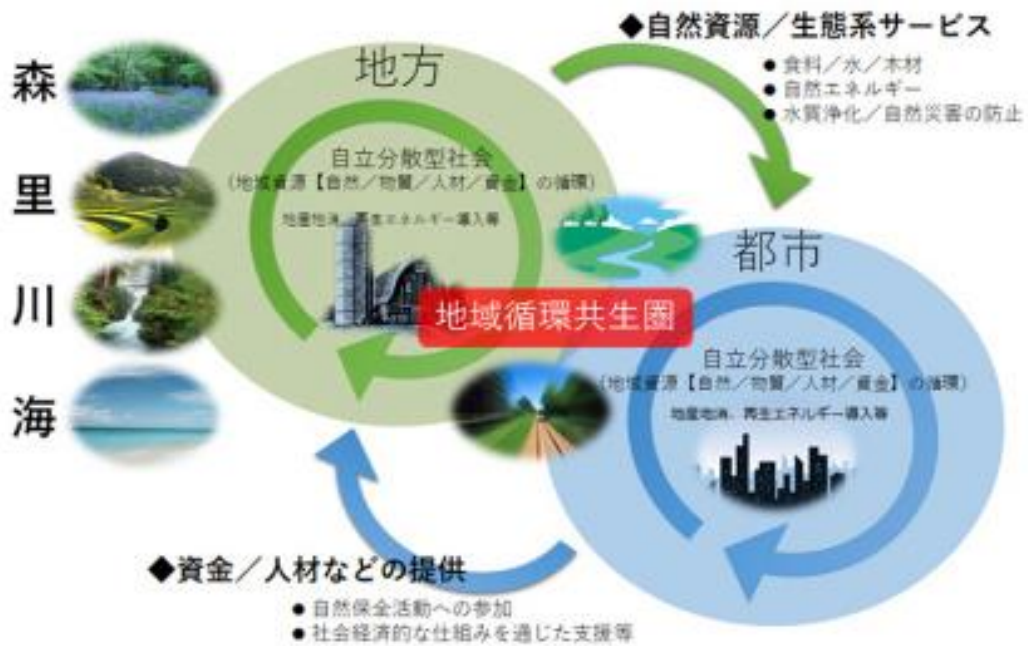 ◆自然資源/生態系サービス
● 食料/水/木材
● 自然エネルギー
● 水質浄化/自然災害の防止
森
里
川
海
地方
自立分散型社会
(地域資源【自然/物質/人材/資金】の循環)
地産地消、再生エネルギー導入等
地域循環共生圏
都市
自立分散型社会
(地域資源【自然/物質/人材/資金】の循環)
地産地消、再生エネルギー導入等
◆資金/人材などの提供
● 自然保全活動への参加
● 社会経済的な仕組みを通じた支援等